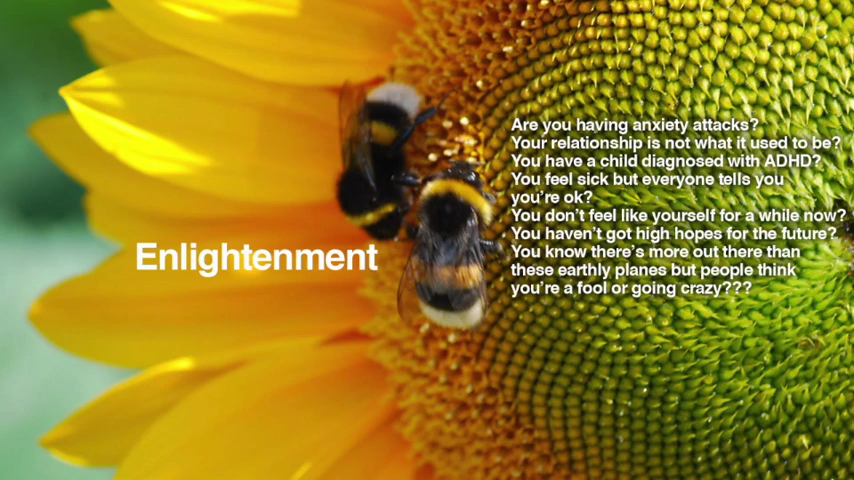 Enlightenment
Are you having anxiety attacks?
Your relationship is not what it used to be?
You have a child diagnosed with ADHD?
You feel sick but everyone tells you
you're ok?
You don't feel like yourself for a while now?
You haven't got high hopes for the future?
You know there's more out there than
these earthly planes but people think
you're a fool or going crazy???